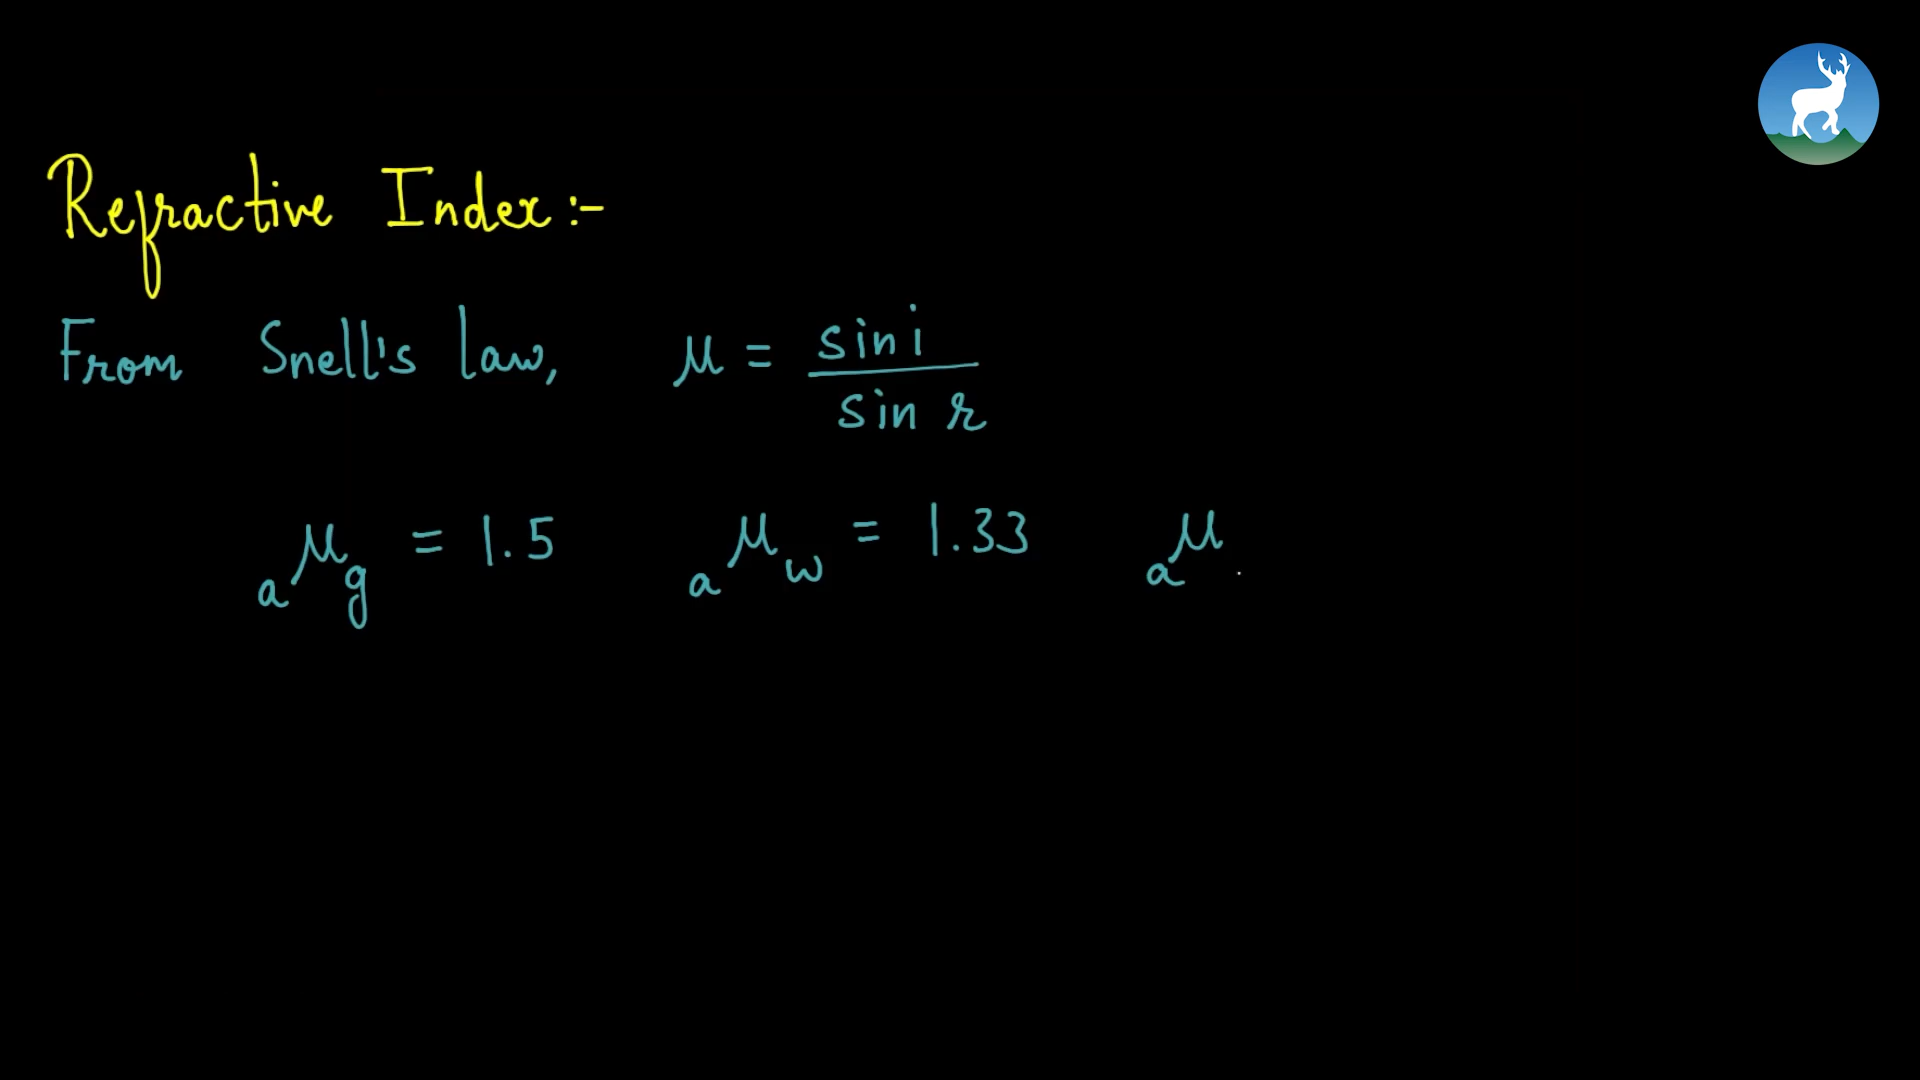 Refractive Index :-
From Snell's law, μ = sin i / sin r
aμg = 1.5 aμw = 1.33 aμ